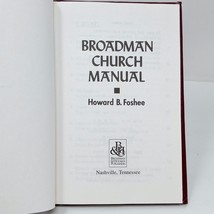 BROADMAN
CHURCH
MANUAL
Howard B. Foshee
B&H
Nashville, Tennessee